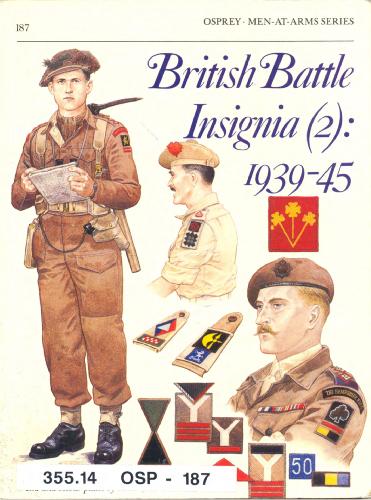 187
OSPREY · MEN-AT-ARMS SERIES
British Battle
Insignia (2):
1939-45
50
355.14 OSP - 187